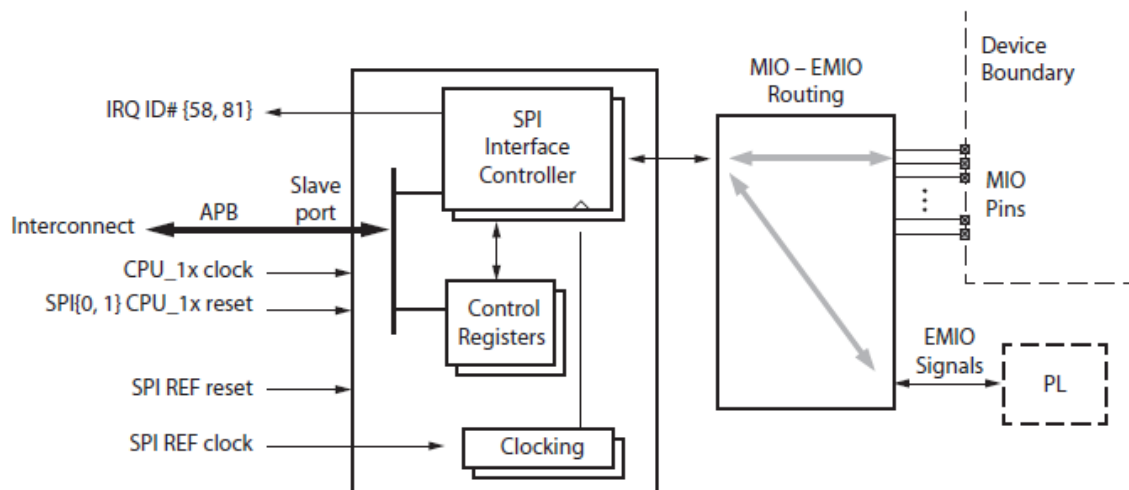 IRQ ID# {58, 81}
Interconnect
APB
Slave
port
CPU_1x clock
SPI{0, 1} CPU_1x reset
SPI REF reset
SPI REF clock
SPI
Interface
Controller
Control
Registers
Clocking
MIO – EMIO
Routing
Device
Boundary
MIO
Pins
EMIO
Signals
PL